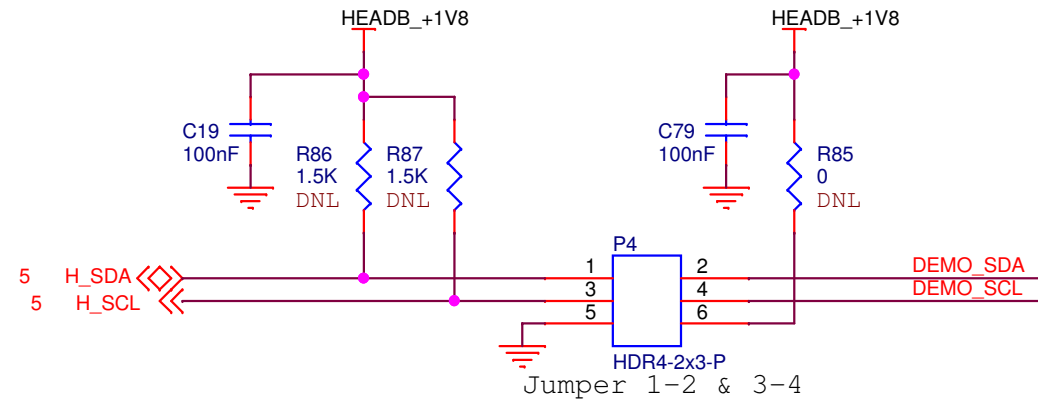 HEADB_+1V8
HEADB_+1V8
C19
100nF
R86
1.5K
DNL
R87
1.5K
DNL
C79
100nF
R85
0
DNL
P4
5 H_SDA
1
2
DEMO_SDA
5 H_SCL
3
4
DEMO_SCL
5
6
HDR4-2x3-P
Jumper 1-2 & 3-4